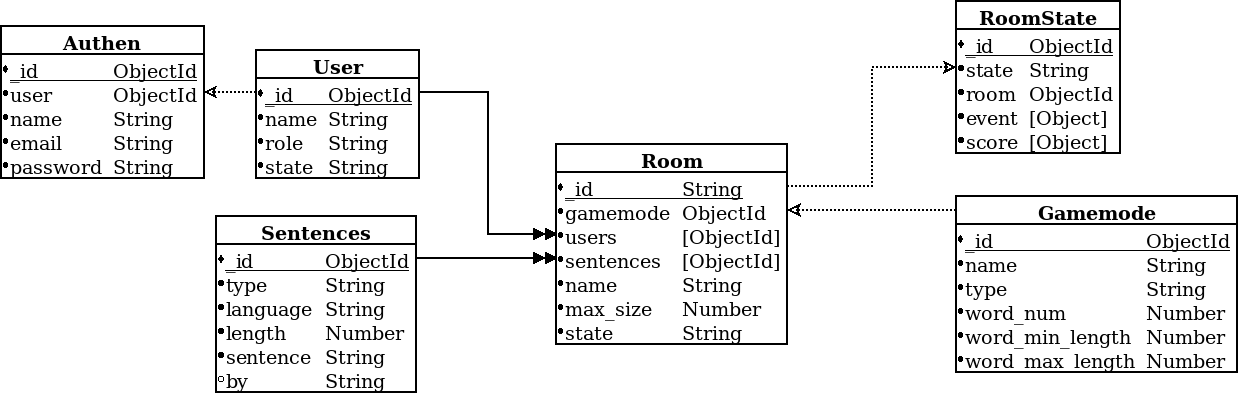 Authen
_id ObjectId
user ObjectId
name String
email String
password String
User
_id ObjectId
name String
role String
state String
Sentences
_id ObjectId
type String
language String
length Number
sentence String
by String
Room
_id String
gamemode ObjectId
users [ObjectId]
sentences [ObjectId]
name String
max_size Number
state String
RoomState
_id ObjectId
state String
room ObjectId
event [Object]
score [Object]
Gamemode
_id ObjectId
name String
type String
word_num Number
word_min_length Number
word_max_length Number